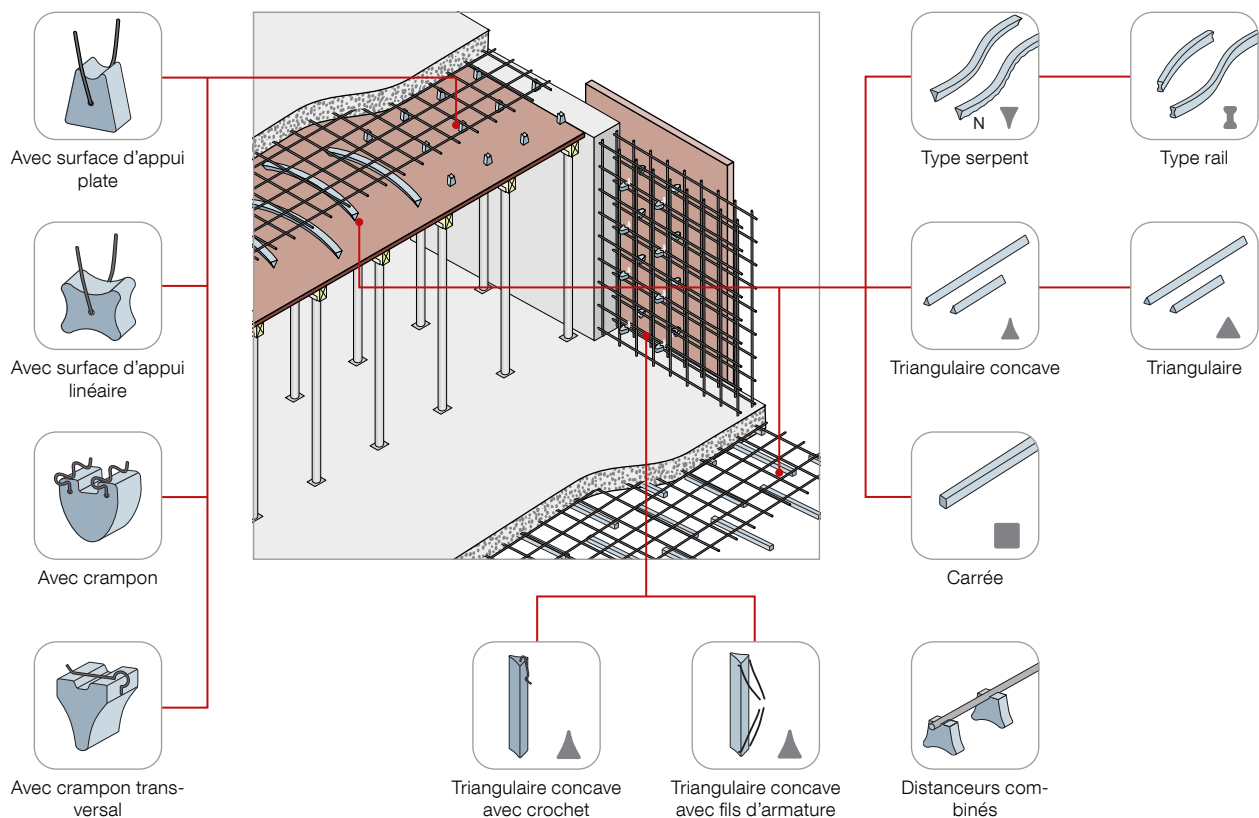 Avec surface d'appui
plate
Avec surface d'appui
linéaire
Avec crampon
Avec crampon trans-
versal
N
Type serpent
Type rail
Triangulaire concave
Triangulaire
Carrée
Triangulaire concave
avec crochet
Triangulaire concave
avec fils d'armature
Distanceurs com-
binés